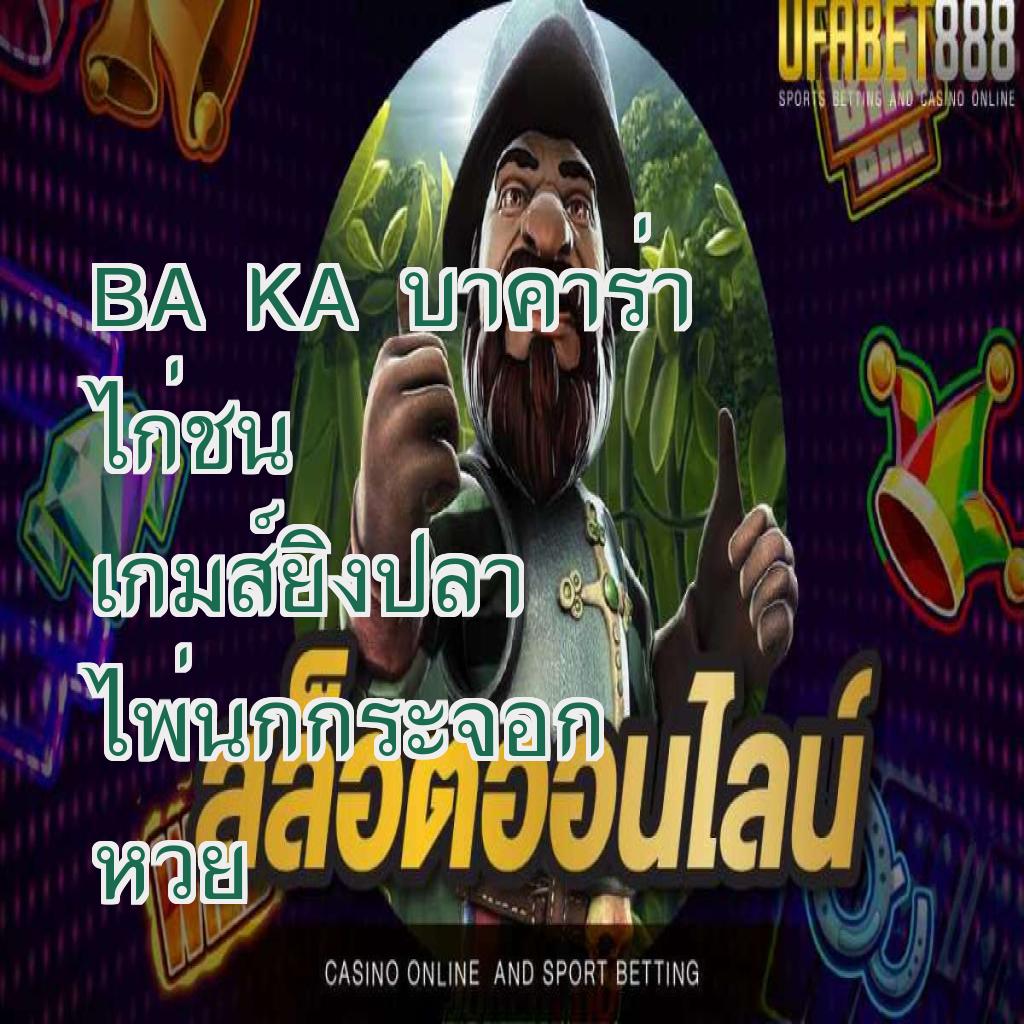 UFABET888
SPORTS BETTING AND CASINO ONLINE
BAR
BA KA บาคาร่า
ไก่ชน
เกมส์ยิงปลา
ไพ่นกกระจอก
สล็อตออนไลน์
หวย
CASINO ONLINE AND SPORT BETTING